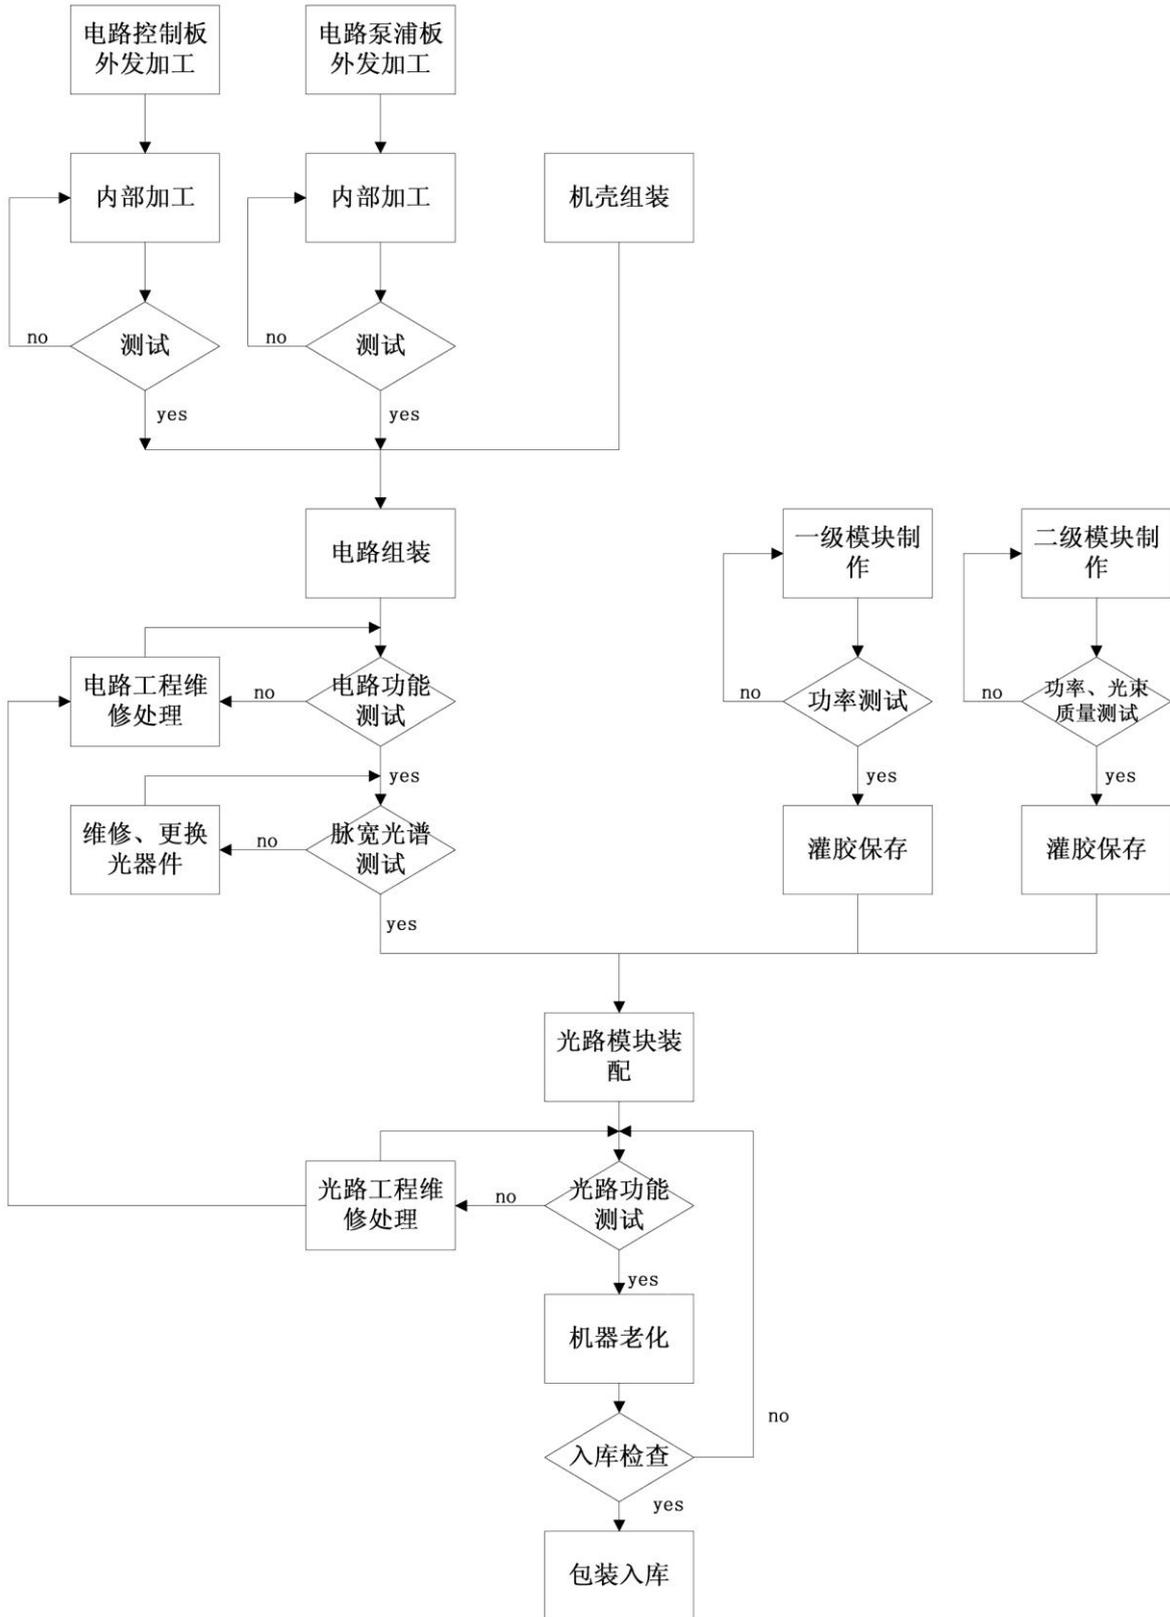 电路控制板
外发加工
电路泵浦板
外发加工
内部加工
内部加工
机壳组装
no
测试
no
测试
yes
yes
电路组装
一级模块制
作
二级模块制
作
电路工程维
修处理
no
电路功能
测试
no
功率测试
no
功率、光束
质量测试
yes
yes
yes
维修、更换
光器件
no
脉宽光谱
测试
灌胶保存
灌胶保存
yes
光路模块装
配
光路工程维
修处理
no
光路功能
测试
yes
机器老化
no
入库检查
yes
包装入库